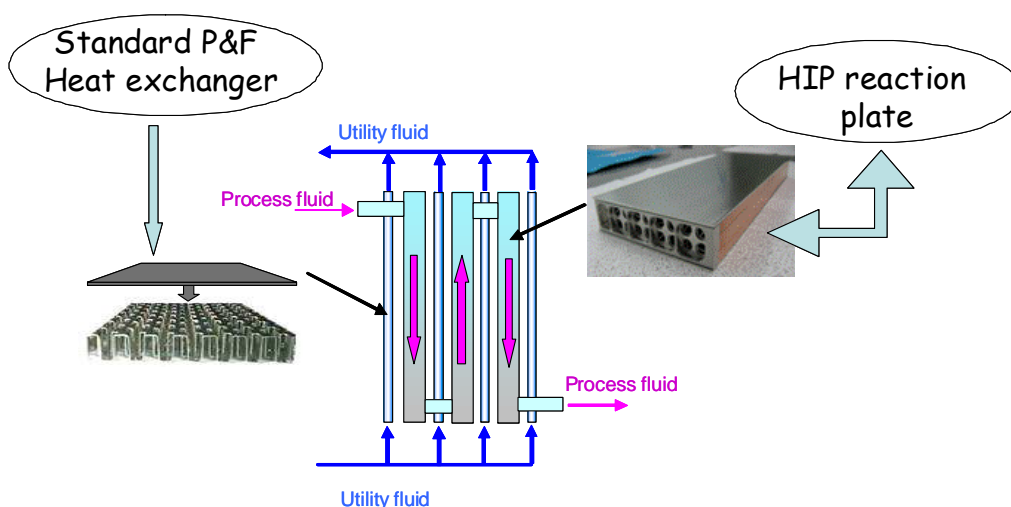 Standard P&F
Heat exchanger
HIP reaction
plate
Utility fluid
Process fluid
Process fluid
Utility fluid